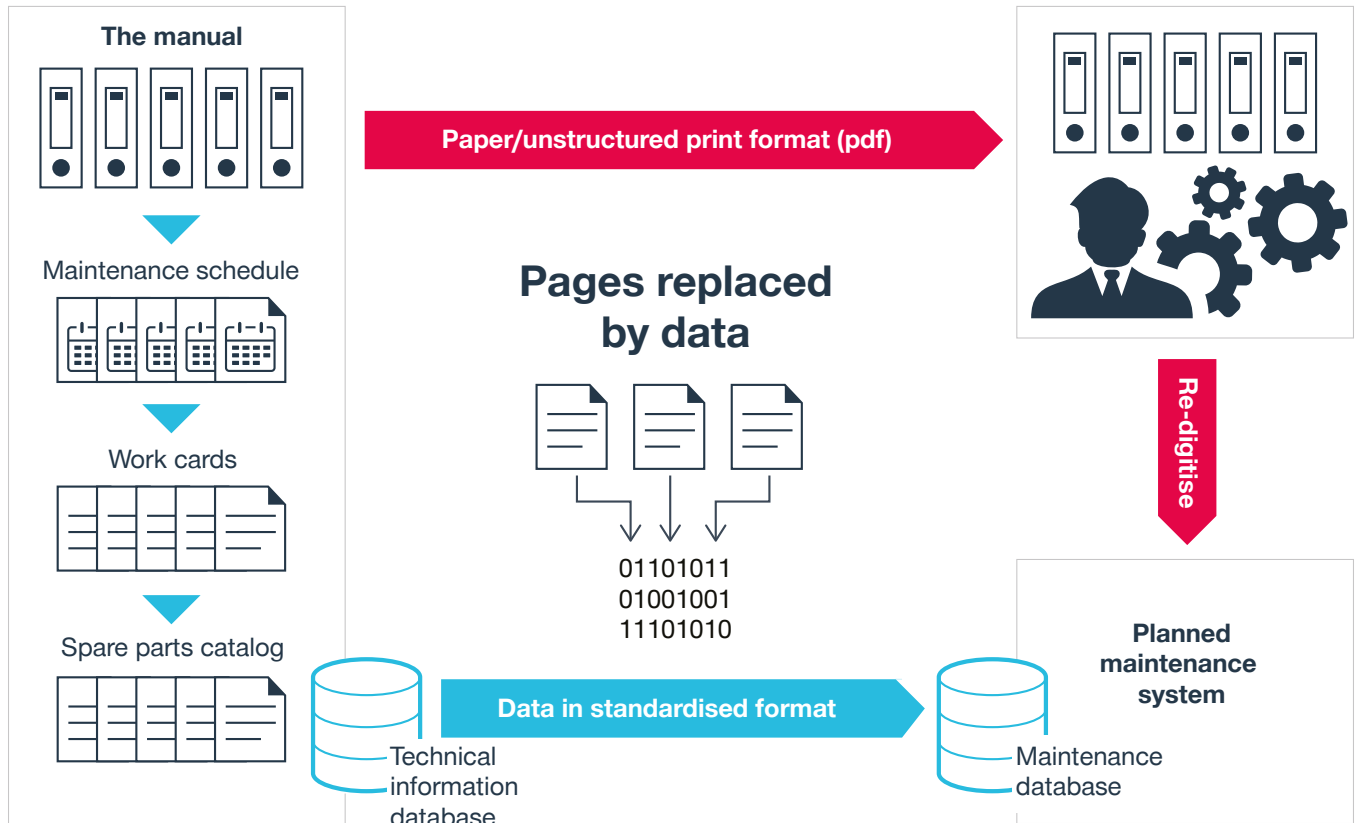 The manual
Maintenance schedule
Work cards
Spare parts catalog
Technical
information
database
Paper/unstructured print format (pdf)
Pages replaced
by data
01101011
01001001
11101010
Data in standardised format
Re-digitise
Planned
maintenance
system
Maintenance
database